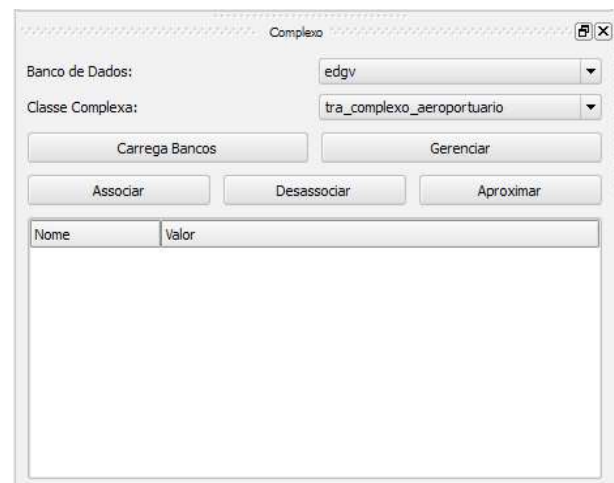 Complexo
Banco de Dados: edgv
Classe Complexa: tra_complexo_aeroportuario
Carrega Bancos Gerenciar
Associar Desassociar Aproximar
Nome Valor